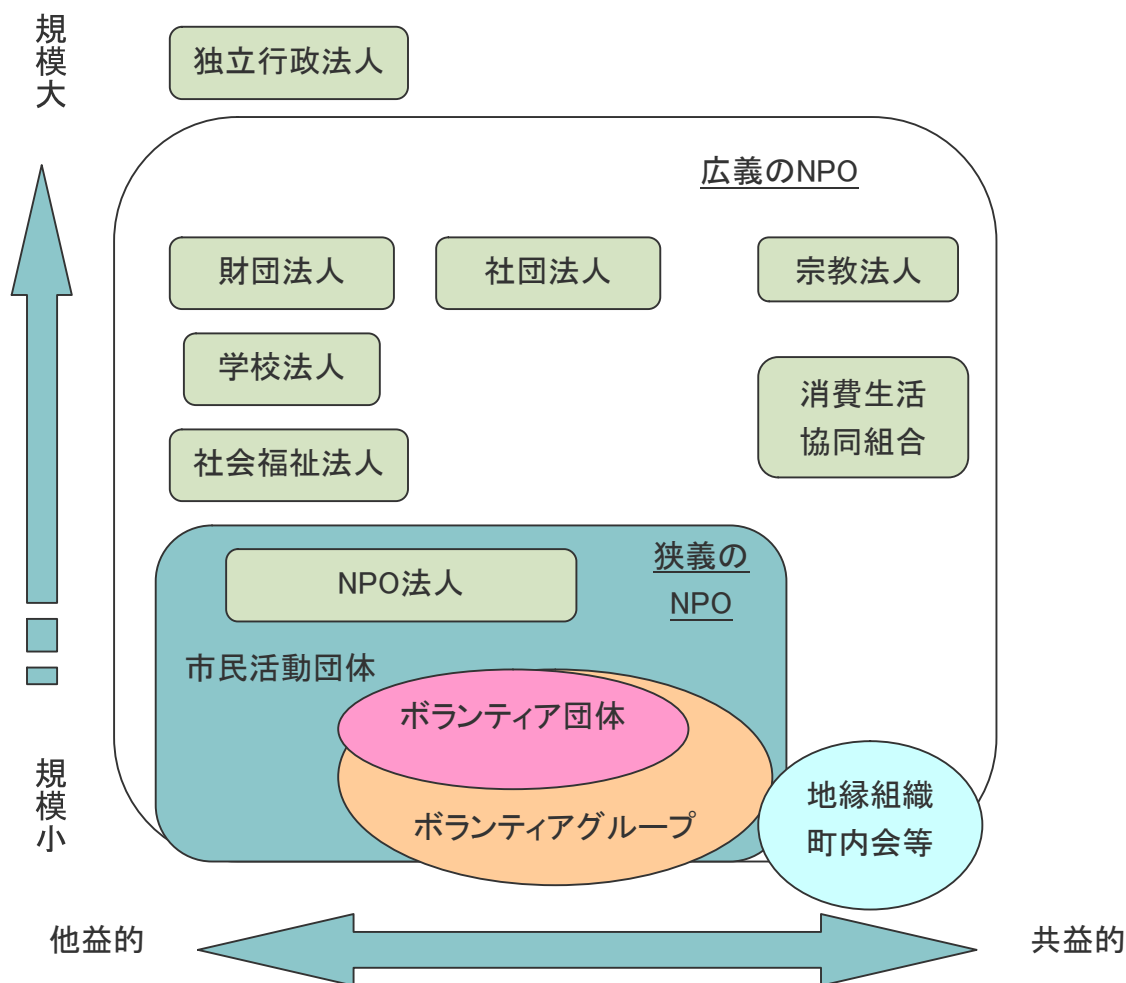 規模大
独立行政法人
広義のNPO
財団法人
社団法人
宗教法人
学校法人
消費生活
協同組合
社会福祉法人
狭義の
NPO
NPO法人
市民活動団体
ボランティア団体
規模小
地縁組織
町内会等
ボランティアグループ
他益的
共益的